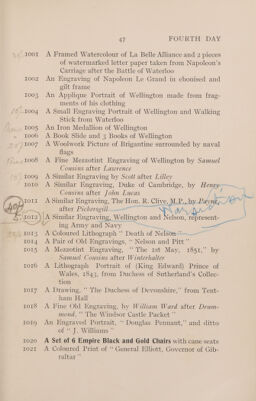 47 FOURTH DAY
1001 A Framed Watercolour of La Belle Alliance and 2 pieces
of watermarked letter paper taken from Napoleon's
Carriage after the Battle of Waterloo
1002 An Engraving of Napoleon Le Grand in ebonised and
gilt frame
1003 An Applique Portrait of Wellington made from frag-
ments of his clothing
1004 A Small Engraving Portrait of Wellington and Walking
Stick from Waterloo
1005 An Iron Medallion of Wellington
1006 A Book Slide and 3 Books of Wellington
1007 A Woolwork Picture of Brigantine surrounded by naval
flags
1008 A Fine Mezzotint Engraving of Wellington by Samuel
Cousins after Lawrence
1009 A Similar Engraving by Scott after Lilley
1010 A Similar Engraving, Duke of Cambridge, by Henry
Cousins after John Lucas
1011 A Similar Engraving, The Hon. R. Clive, M.P., by Payne,
after Pickersgill
1012 A Similar Engraving, Wellington and Nelson, represent-
ing Army and Navy
1013 A Coloured Lithograph " Death of Nelson "
1014 A Pair of Old Engravings, " Nelson and Pitt "
1015 A Mezzotint Engraving, " The 1st May, 1851," by
Samuel Cousins after Winterhalter
1016 A Lithograph Portrait of (King Edward) Prince of
Wales, 1843, from Duchess of Sutherland's Collec-
tion
1017 A Drawing, " The Duchess of Devonshire," from Tent-
ham Hall
1018 A Fine Old Engraving, by William Ward after Drum-
mond, " The Windsor Castle Packet "
1019 An Engraved Portrait, " Douglas Pennant," and ditto
of " J. Williams "
1020 A Set of 6 Empire Black and Gold Chairs with cane seats
1021 A Coloured Print of " General Elliott, Governor of Gib-
raltar "